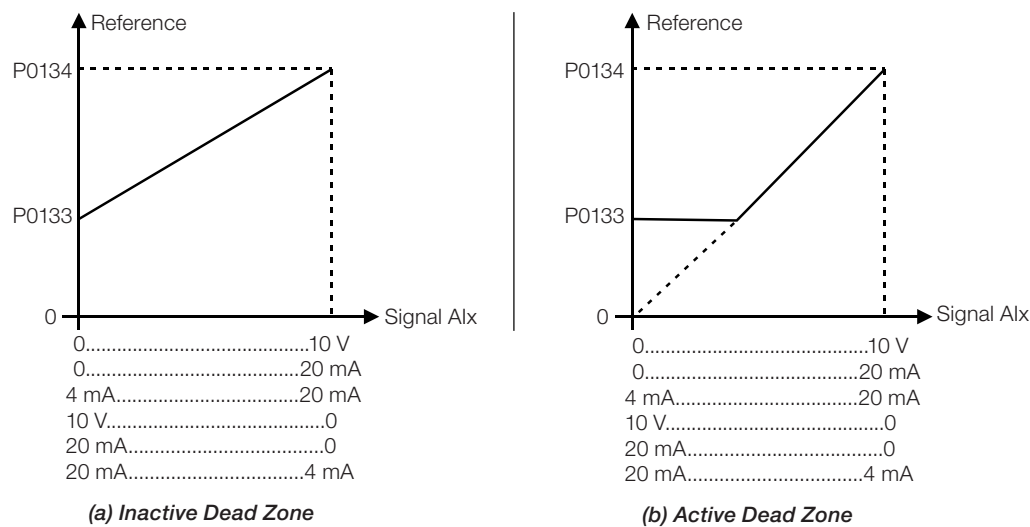 Reference
P0134
P0133
0
Signal AIx
0..........................................10 V
0........................................20 mA
4 mA..................................20 mA
10 V.........................................0
20 mA......................................0
20 mA................................4 mA
(a) Inactive Dead Zone
Reference
P0134
P0133
0
Signal AIx
0..........................................10 V
0........................................20 mA
4 mA..................................20 mA
10 V.........................................0
20 mA......................................0
20 mA................................4 mA
(b) Active Dead Zone